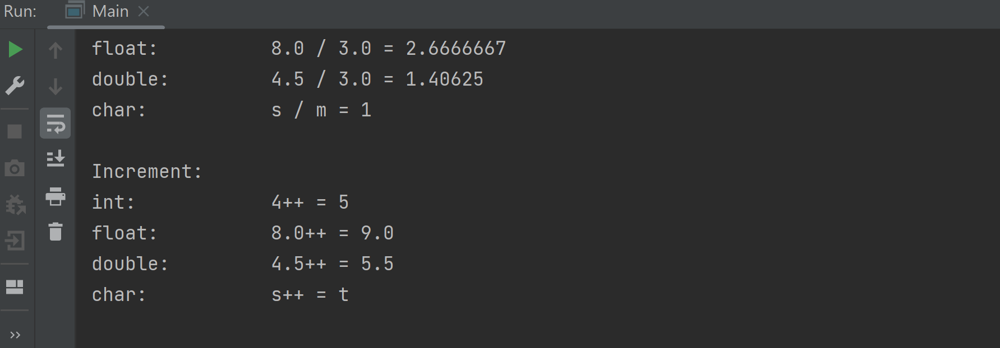 Run: Main
float: 8.0 / 3.0 = 2.6666667
double: 4.5 / 3.0 = 1.40625
char: s / m = 1
Increment:
int: 4++ = 5
float: 8.0++ = 9.0
double: 4.5++ = 5.5
char: s++ = t